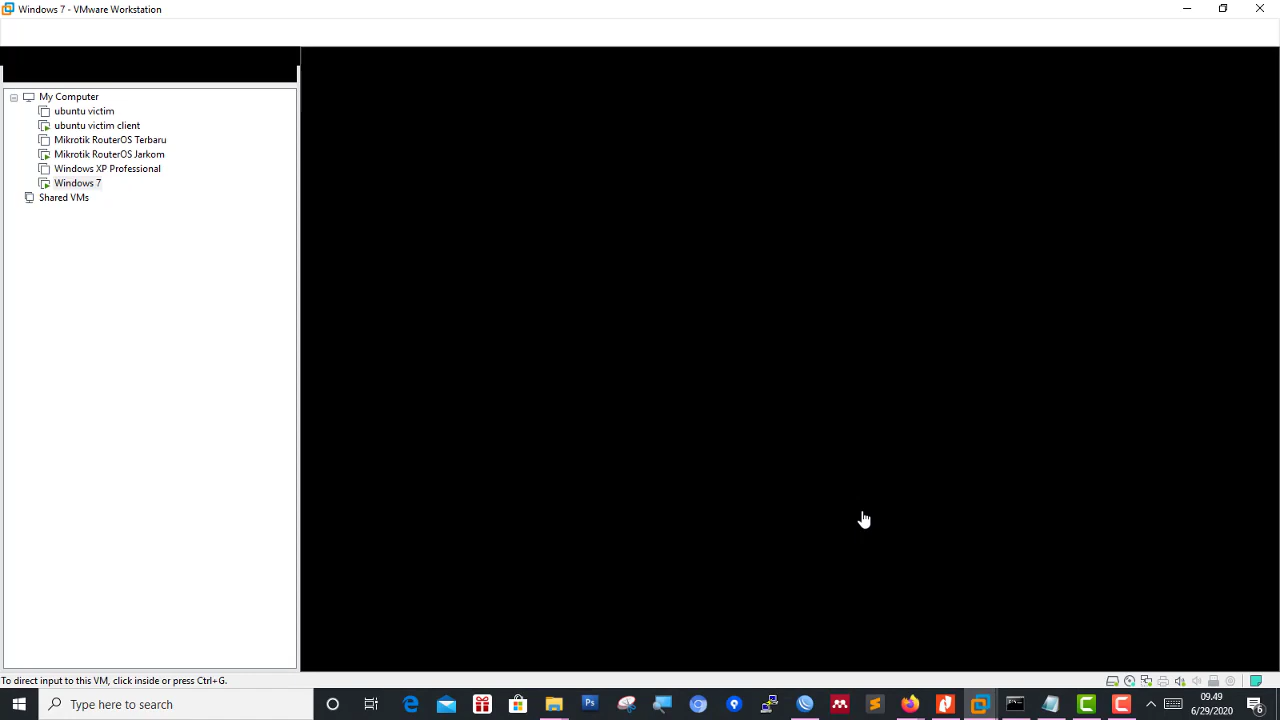 Windows 7 - VMware Workstation
My Computer
ubuntu victim
ubuntu victim client
Mikrotik RouterOS Terbaru
Mikrotik RouterOS Jarkom
Windows XP Professional
Windows 7
Shared VMs
To direct input to this VM, click inside or press Ctrl+G.
Type here to search
Ps
09.49
6/29/2020
6